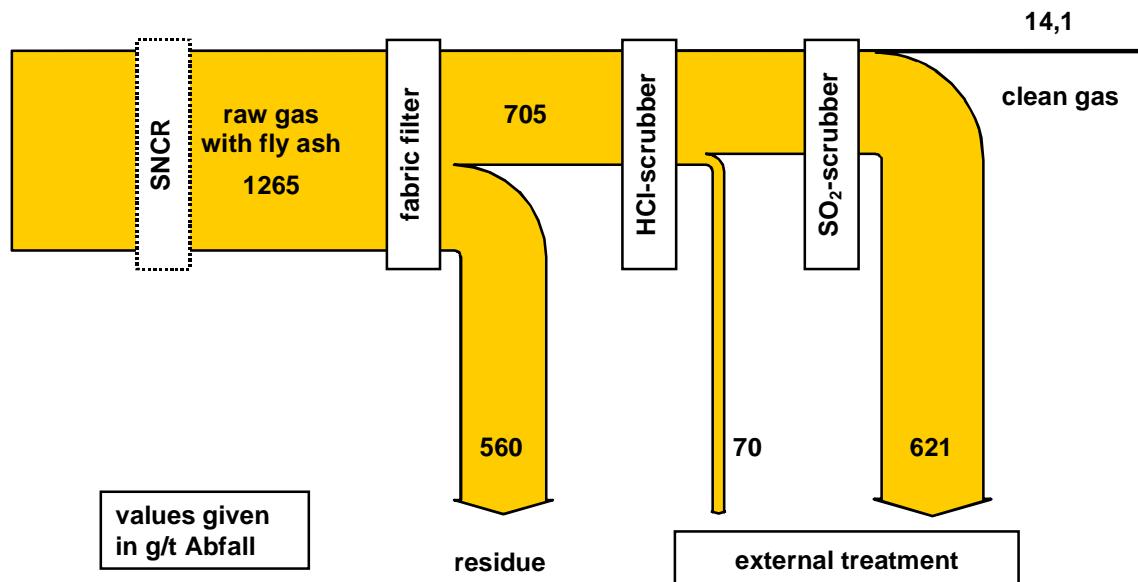 14,1
clean gas
SNCR
raw gas
with fly ash
1265
fabric filter
705
HCl-scrubber
SO₂-scrubber
560
70
621
values given
in g/t Abfall
residue
external treatment